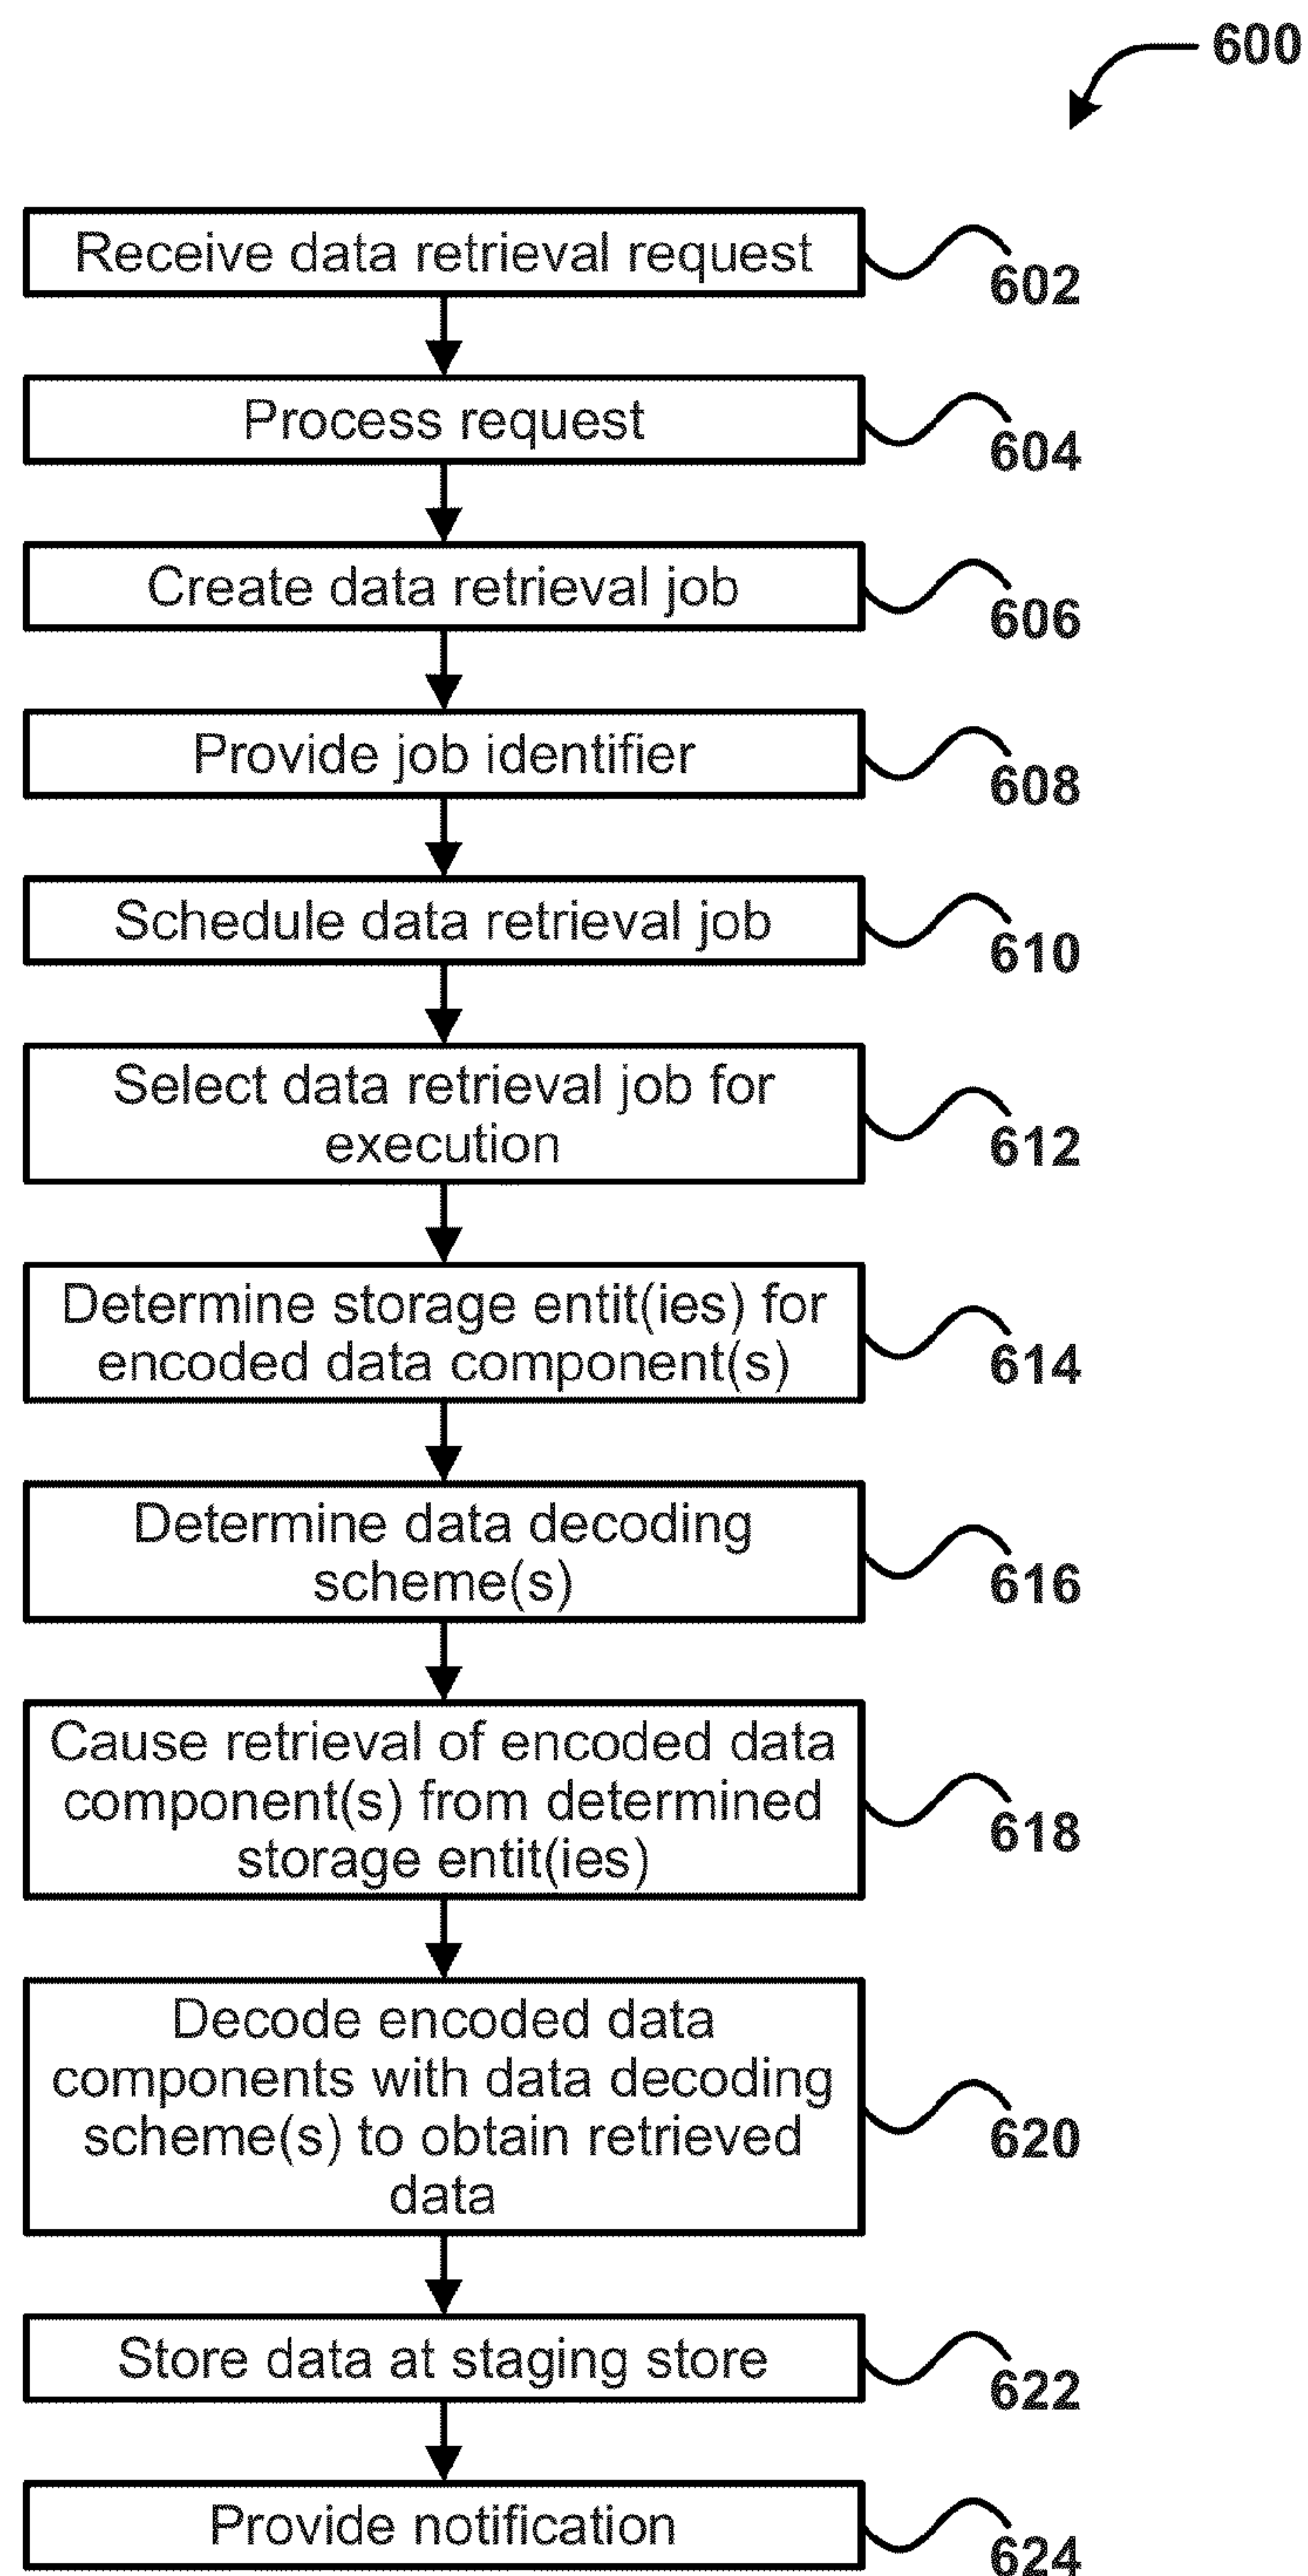 600
Receive data retrieval request
602
Process request
604
Create data retrieval job
606
Provide job identifier
608
Schedule data retrieval job
610
Select data retrieval job for
execution
612
Determine storage entit(ies) for
encoded data component(s)
614
Determine data decoding
scheme(s)
616
Cause retrieval of encoded data
component(s) from determined
storage entit(ies)
618
Decode encoded data
components with data decoding
scheme(s) to obtain retrieved
data
620
Store data at staging store
622
Provide notification
624